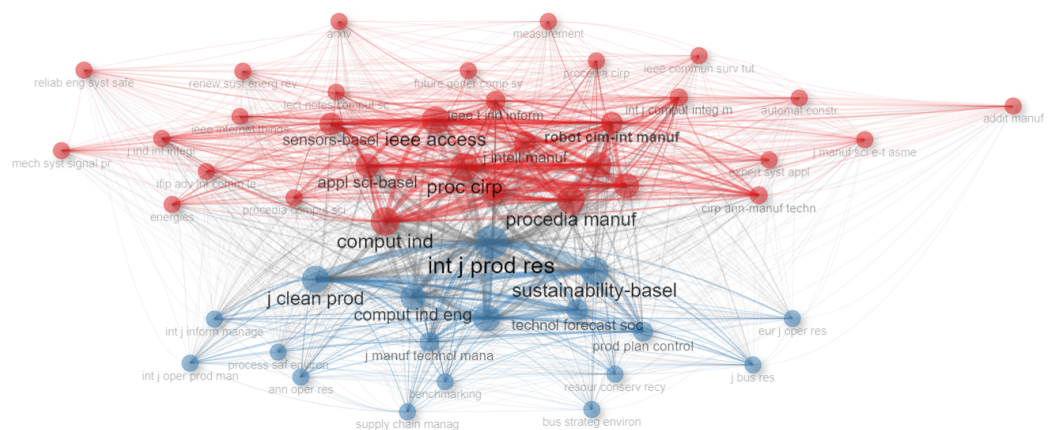 arxiv
measurement
ieee commun surv tut
procedia cirp
reliab eng syst safe
renew sust energ rev
future gener comp sy
lect notes comput sc
int j comput integ m
automat constr
addit manuf
ieee internet things
ieee t ind inform
sensors-basel
ieee access
robot cim-int manuf
j ind inf integr
mech syst signal pr
j intell manuf
j manuf sci e-t asme
expert syst appl
appl sci-basel
proc cirp
ifip adv inf comm te
energies
procedia comput sci
procedia manuf
cirp ann-manuf techn
comput ind
int j prod res
j clean prod
sustainability-basel
comput ind eng
technol forecast soc
int j inform manage
eur j oper res
prod plan control
j manuf technol mana
process saf environ
int j oper prod man
ann oper res
benchmarking
resour conserv recy
j bus res
supply chain manag
bus strateg environ